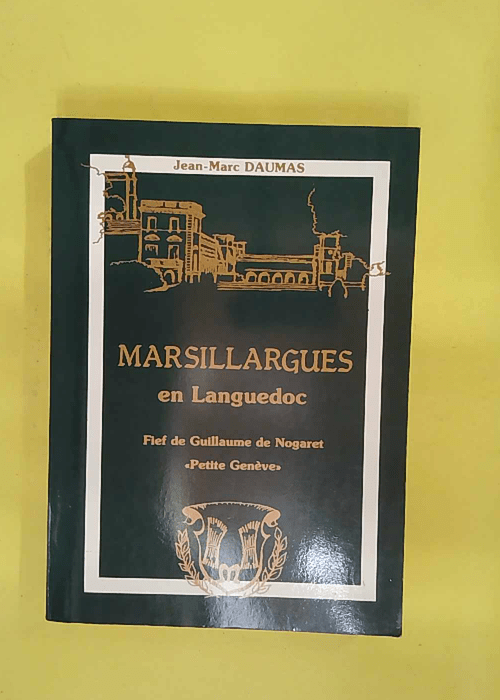 Jean-Marc DAUMAS
MARSILLARGUES
en Languedoc
Fief de Guillaume de Nogaret
«Petite Genève»